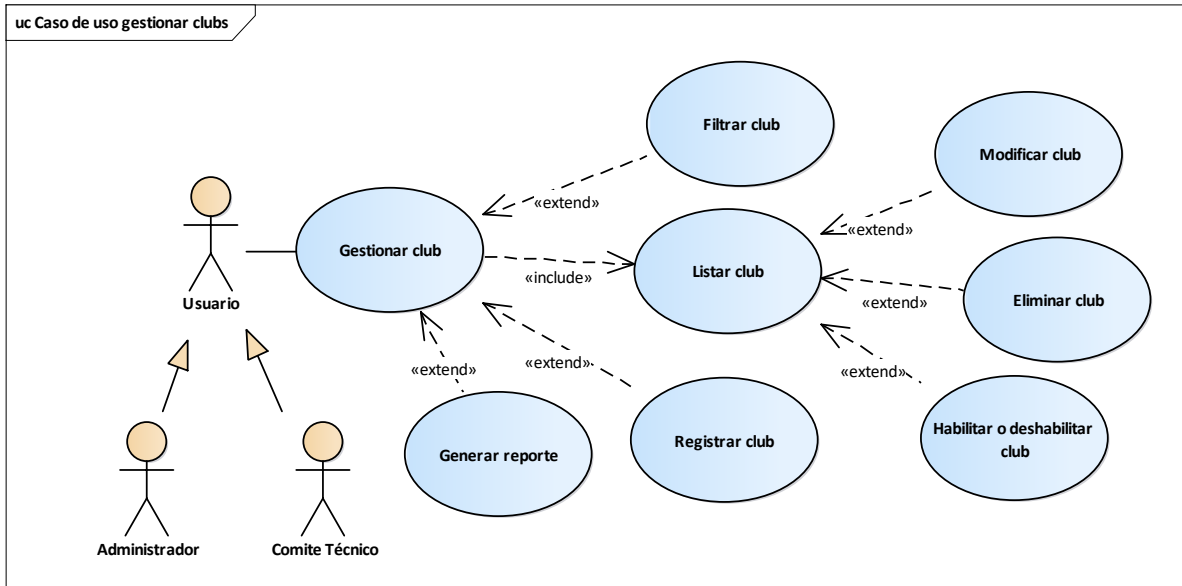 uc Caso de uso gestionar clubs
Filtrar club
Modificar club
«extend»
«extend»
Gestionar club
Listar club
«include»
Usuario
Eliminar club
«extend»
«extend»
«extend»
«extend»
Habilitar o deshabilitar
club
Generar reporte
Registrar club
Administrador
Comite Técnico